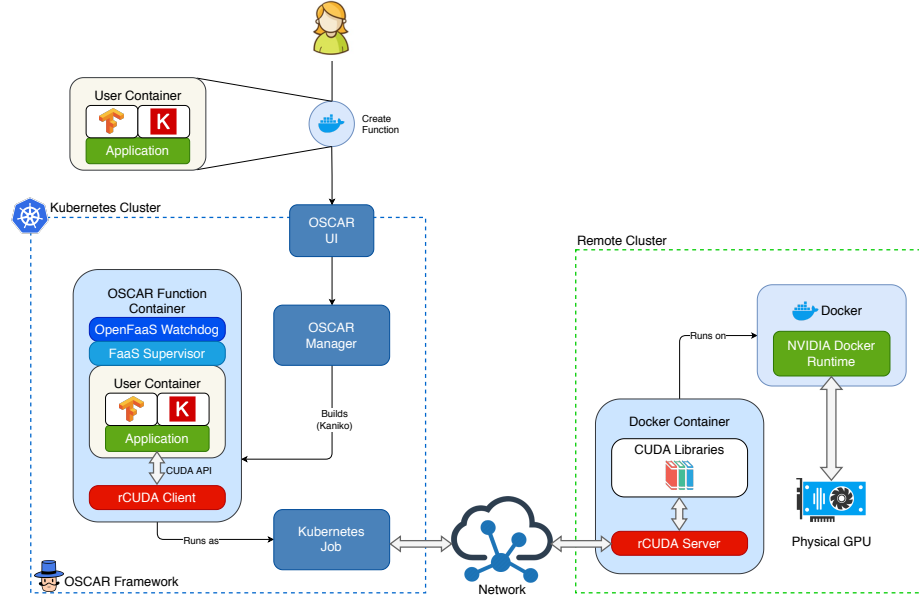 User Container
K
Application
Create
Function
Kubernetes Cluster
OSCAR
UI
OSCAR Function
Container
OpenFaaS Watchdog
FaaS Supervisor
User Container
K
Application
CUDA API
rCUDA Client
OSCAR
Manager
Builds
(Kaniko)
Runs as
Kubernetes
Job
OSCAR Framework
Network
Remote Cluster
Docker
NVIDIA Docker
Runtime
Runs on
Docker Container
CUDA Libraries
rCUDA Server
Physical GPU